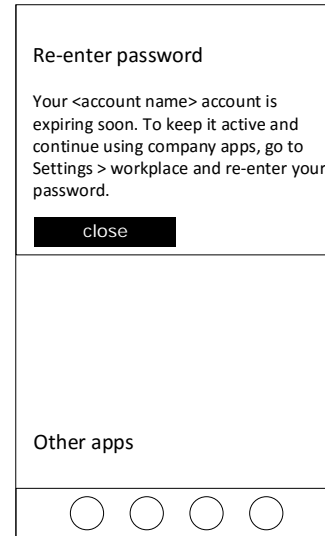 Re-enter password
Your <account name> account is
expiring soon. To keep it active and
continue using company apps, go to
Settings > workplace and re-enter your
password.
close
Other apps